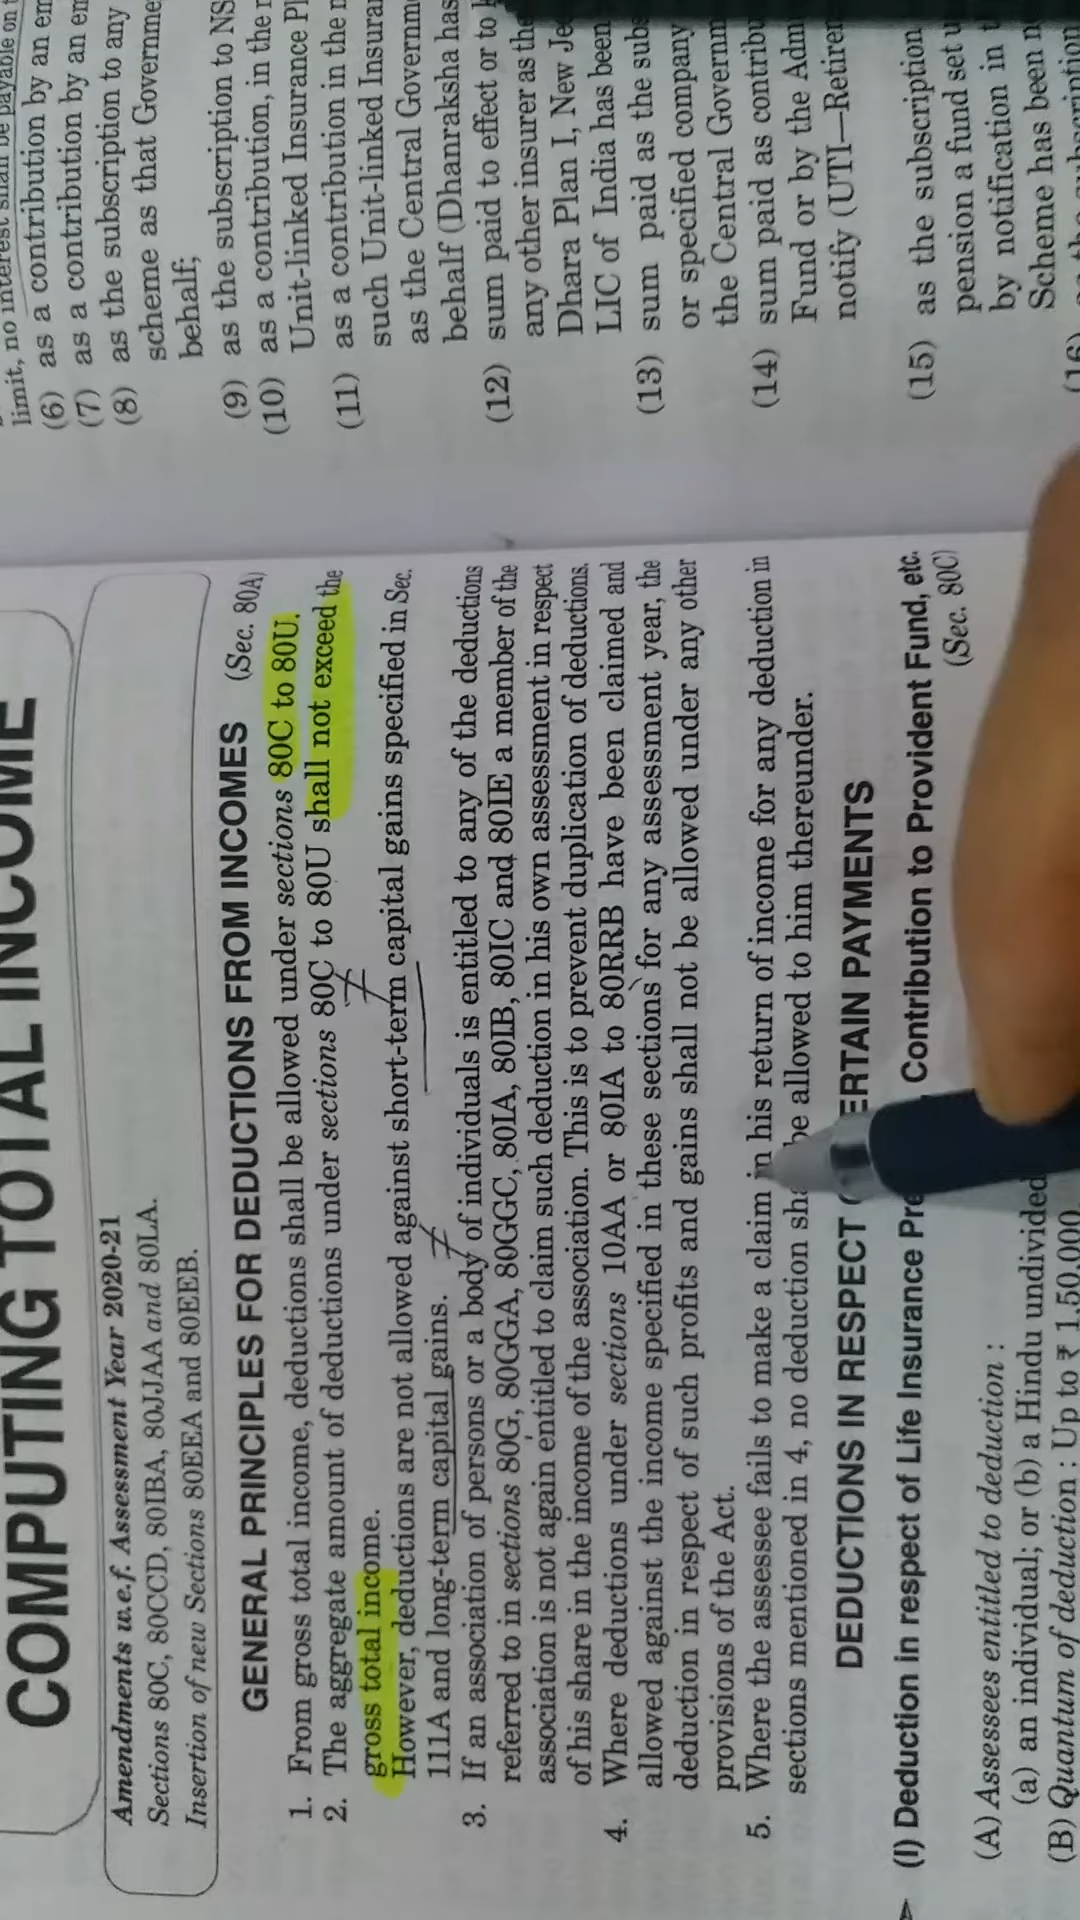 COMPUTING TOTAL INCOME
Amendments w.e.f. Assessment Year 2020-21
Sections 80C, 80CCD, 80IBA, 80JJAA and 80LA.
Insertion of new Sections 80EEA and 80EEB.
GENERAL PRINCIPLES FOR DEDUCTIONS FROM INCOMES (Sec. 80A)
1. From gross total income, deductions shall be allowed under sections 80C to 80U.
2. The aggregate amount of deductions under sections 80C to 80U shall not exceed the
gross total income.
However, deductions are not allowed against short-term capital gains specified in Sec.
111A and long-term capital gains.
3. If an association of persons or a body of individuals is entitled to any of the deductions
referred to in sections 80G, 80GGA, 80GGC, 80IA, 80IB, 80IC and 80IE a member of the
association is not again entitled to claim such deduction in his own assessment in respect
of his share in the income of the association. This is to prevent duplication of deductions.
4. Where deductions under sections 10AA or 80IA to 80RRB have been claimed and
allowed against the income specified in these sections for any assessment year, the
deduction in respect of such profits and gains shall not be allowed under any other
provisions of the Act.
5. Where the assessee fails to make a claim in his return of income for any deduction in
sections mentioned in 4, no deduction be allowed to him thereunder.
DEDUCTIONS IN RESPECT ERTAIN PAYMENTS
(I) Deduction in respect of Life Insurance Pre Contribution to Provident Fund, etc.
(Sec. 80C)
(A) Assessees entitled to deduction :
(a) an individual; or (b) a Hindu undivided
(B) Quantum of deduction : Up to ₹ 1,50,000
limit, no interest shall be payable on
(6) as a contribution by an em
(7) as a contribution by an em
(8) as the subscription to any
scheme as that Governme
behalf;
(9) as the subscription to NS
(10) as a contribution, in the
Unit-linked Insurance Pl
(11) as a contribution in the
such Unit-linked Insuran
as the Central Governm
behalf (Dhanraksha has
(12) sum paid to effect or to
any other insurer as the
Dhara Plan I, New Je
LIC of India has been
(13) sum paid as the sub
or specified company
the Central Governm
(14) sum paid as contribu
Fund or by the Adm
notify (UTI—Retirem
(15) as the subscription
pension a fund set u
by notification in
Scheme has been n
(16)